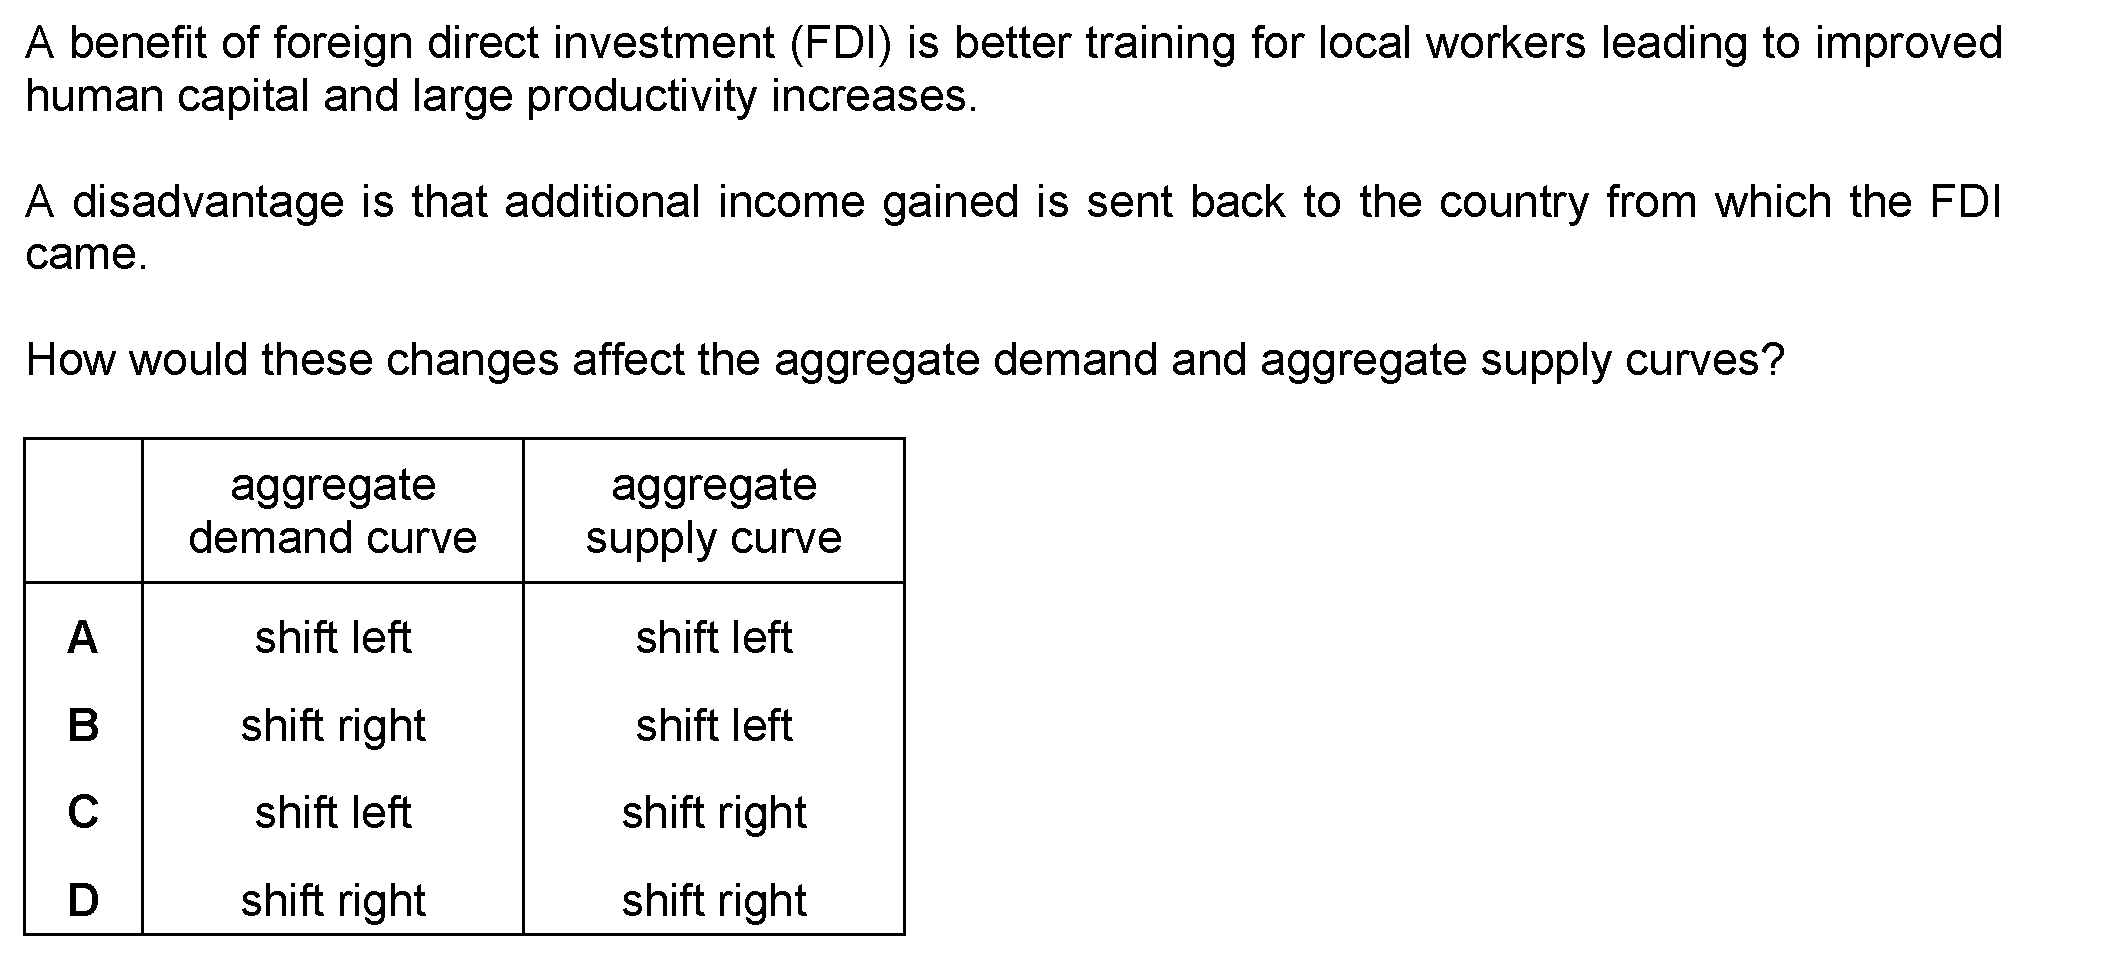 A benefit of foreign direct investment (FDI) is better training for local workers leading to improved
human capital and large productivity increases.
A disadvantage is that additional income gained is sent back to the country from which the FDI
came.
How would these changes affect the aggregate demand and aggregate supply curves?
aggregate aggregate
demand curve supply curve
A shift left shift left
B shift right shift left
C shift left shift right
D shift right shift right